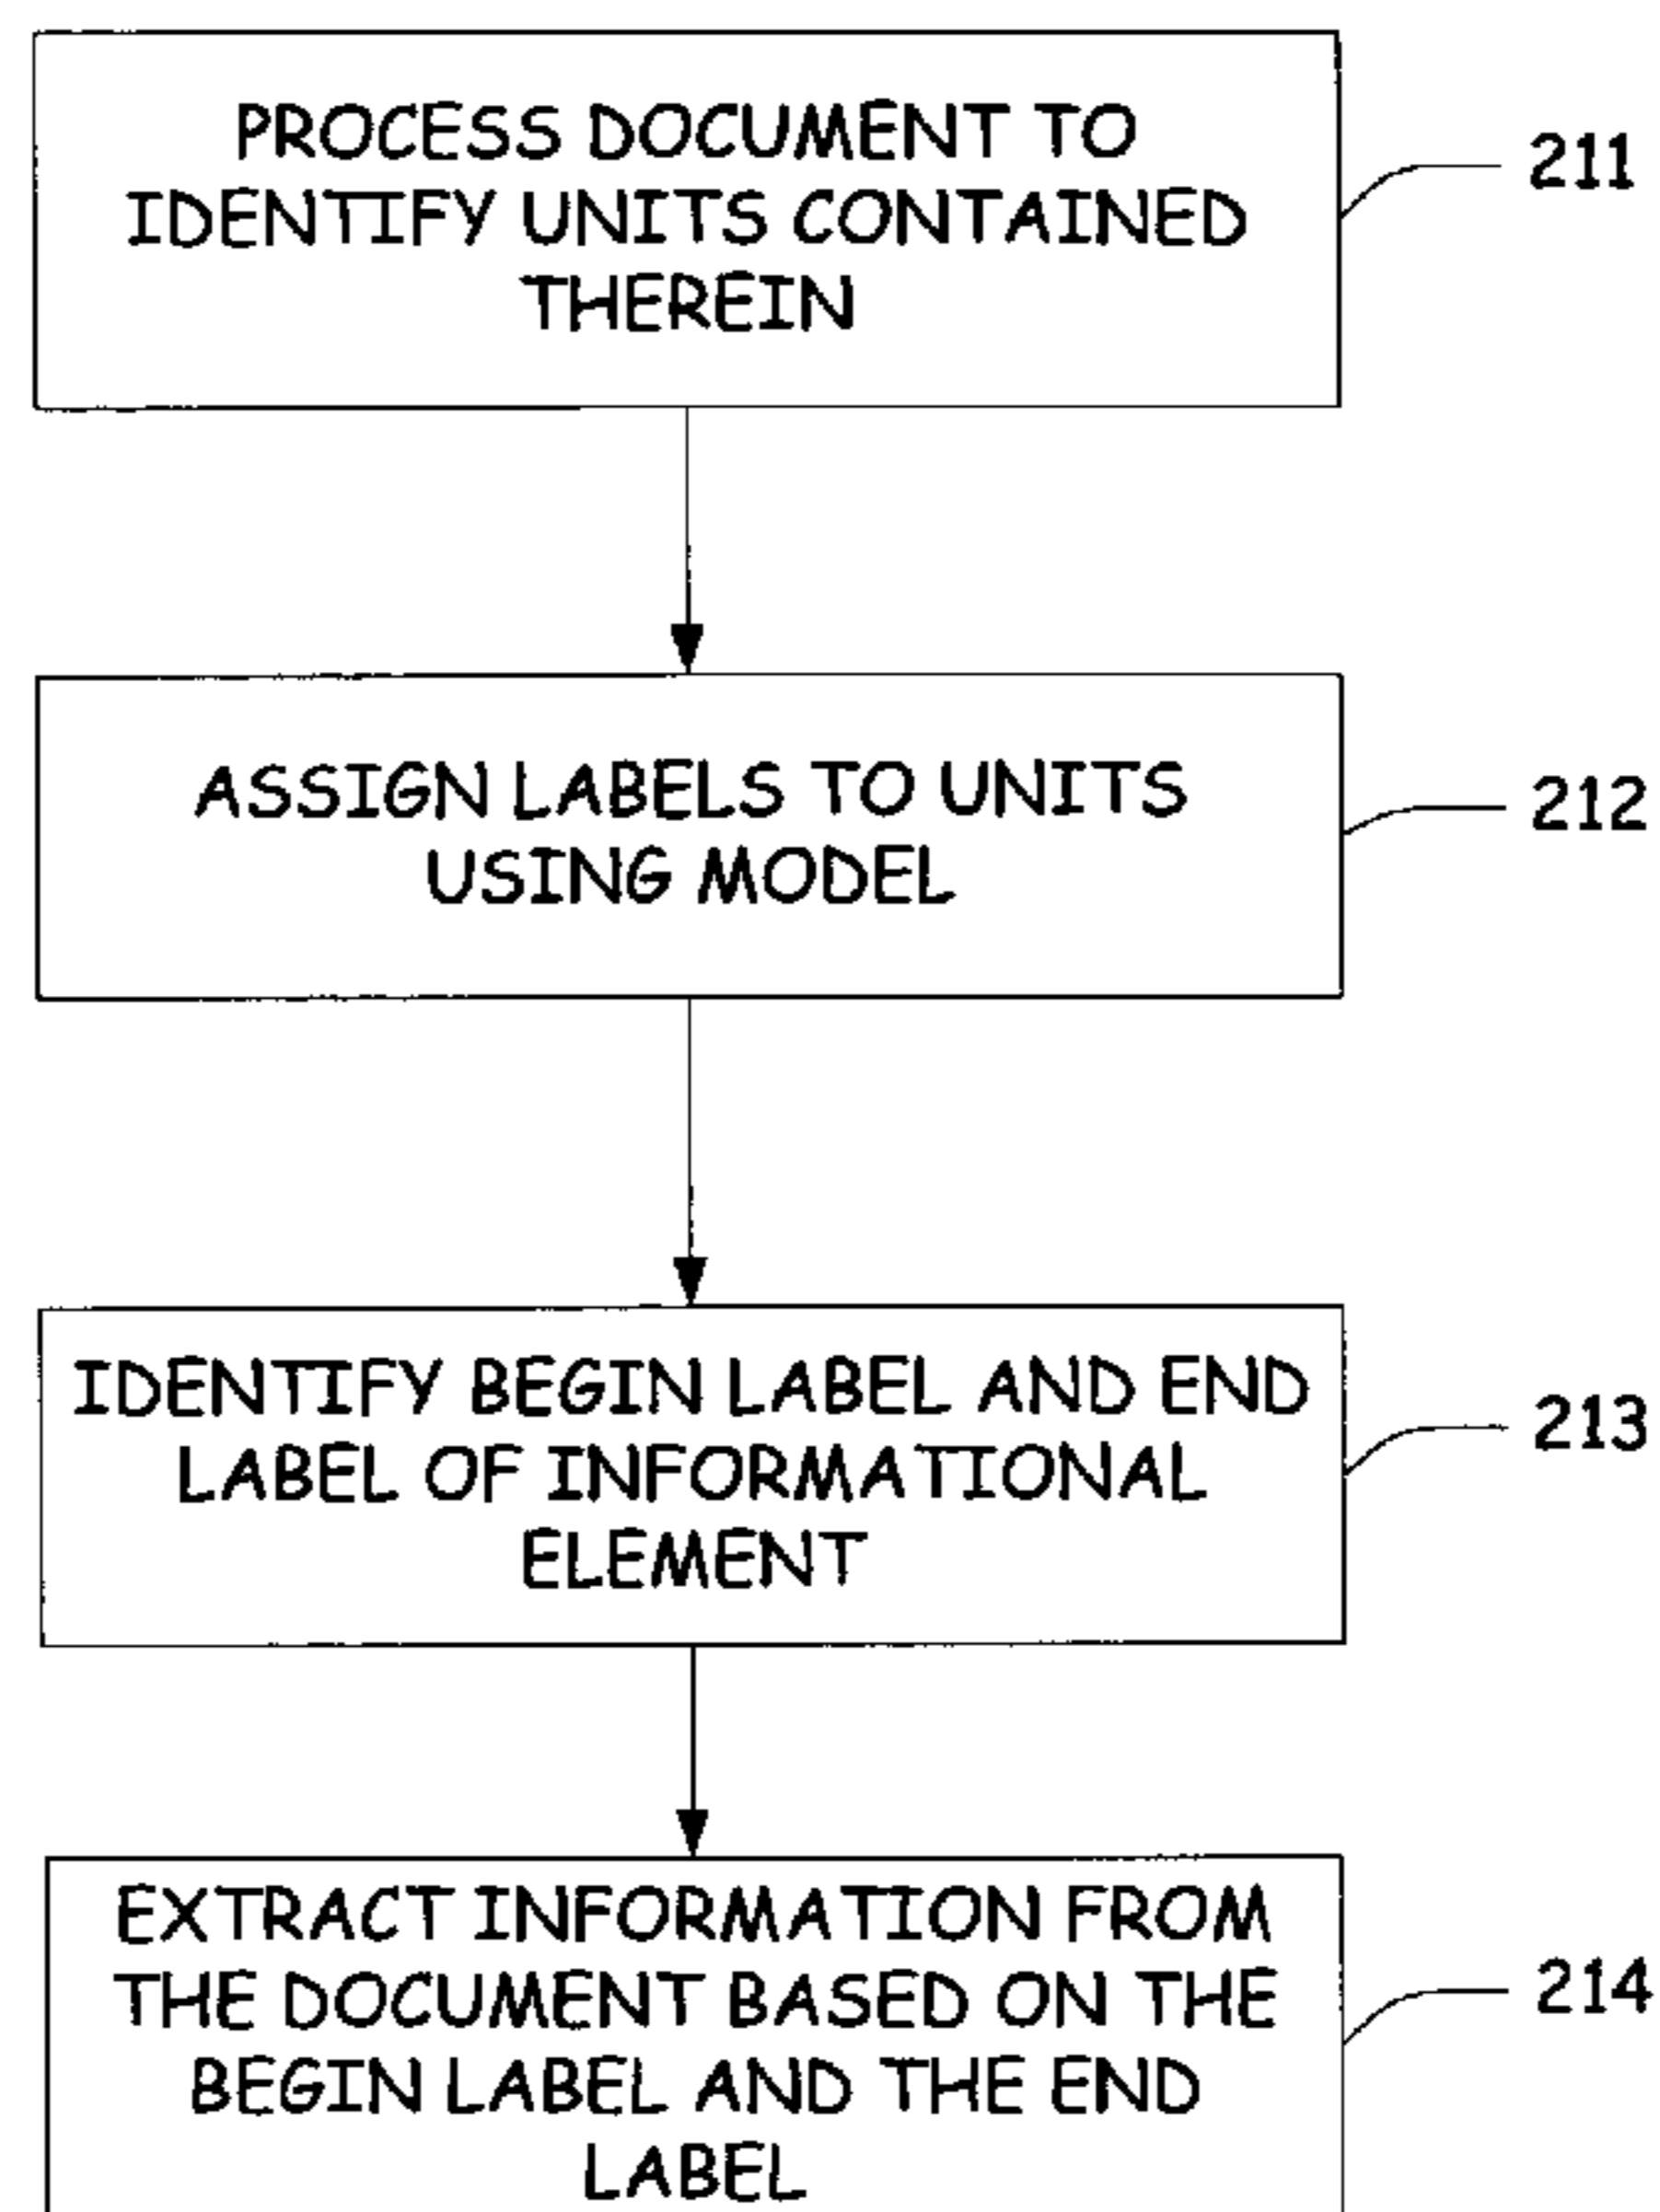 PROCESS DOCUMENT TO
IDENTIFY UNITS CONTAINED
THEREIN
211
ASSIGN LABELS TO UNITS
USING MODEL
212
IDENTIFY BEGIN LABEL AND END
LABEL OF INFORMATIONAL
ELEMENT
213
EXTRACT INFORMATION FROM
THE DOCUMENT BASED ON THE
BEGIN LABEL AND THE END
LABEL
214